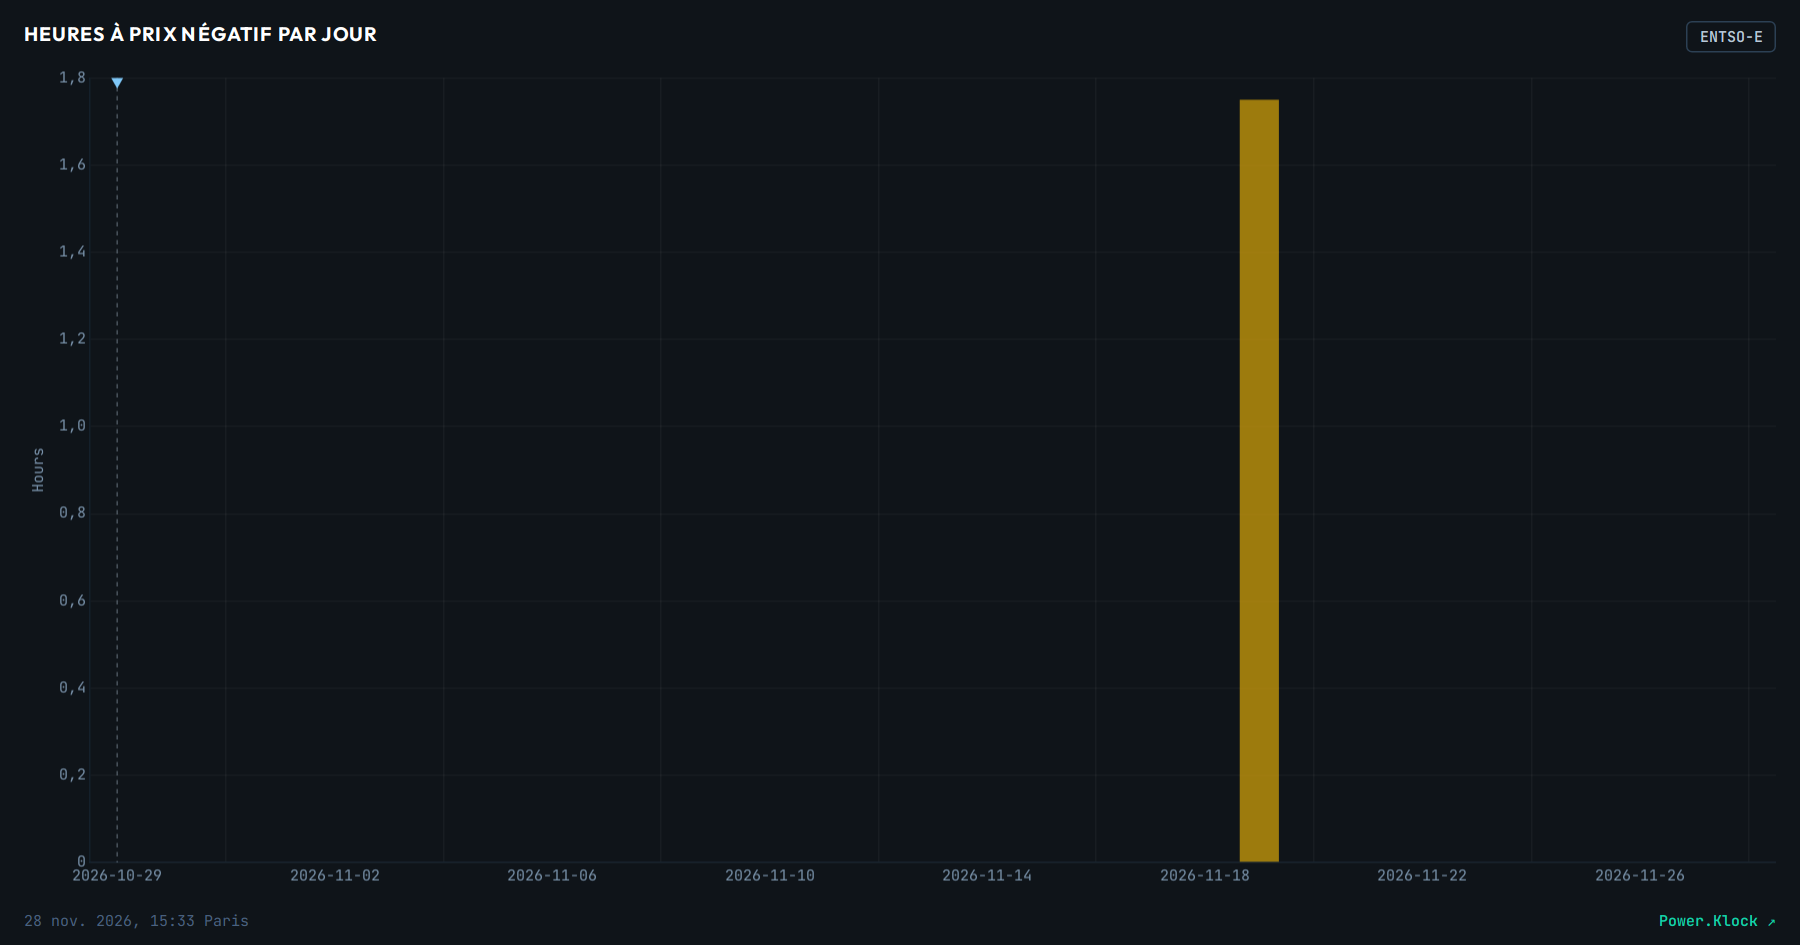 HEURES À PRIX NÉGATIF PAR JOUR
ENTSO-E
1,8
1,6
1,4
1,2
1,0
0,8
0,6
0,4
0,2
0
Hours
2026-10-29 2026-11-02 2026-11-06 2026-11-10 2026-11-14 2026-11-18 2026-11-22 2026-11-26
28 nov. 2026, 15:33 Paris
Power.Klock ↗